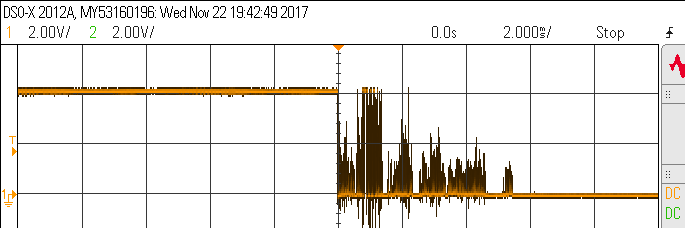 DSO-X 2012A, MY53160196: Wed Nov 22 19:42:49 2017
1 2.00V/ 2 2.00V/ 0.0s 2.000ms/ Stop
T
1
DC
DC